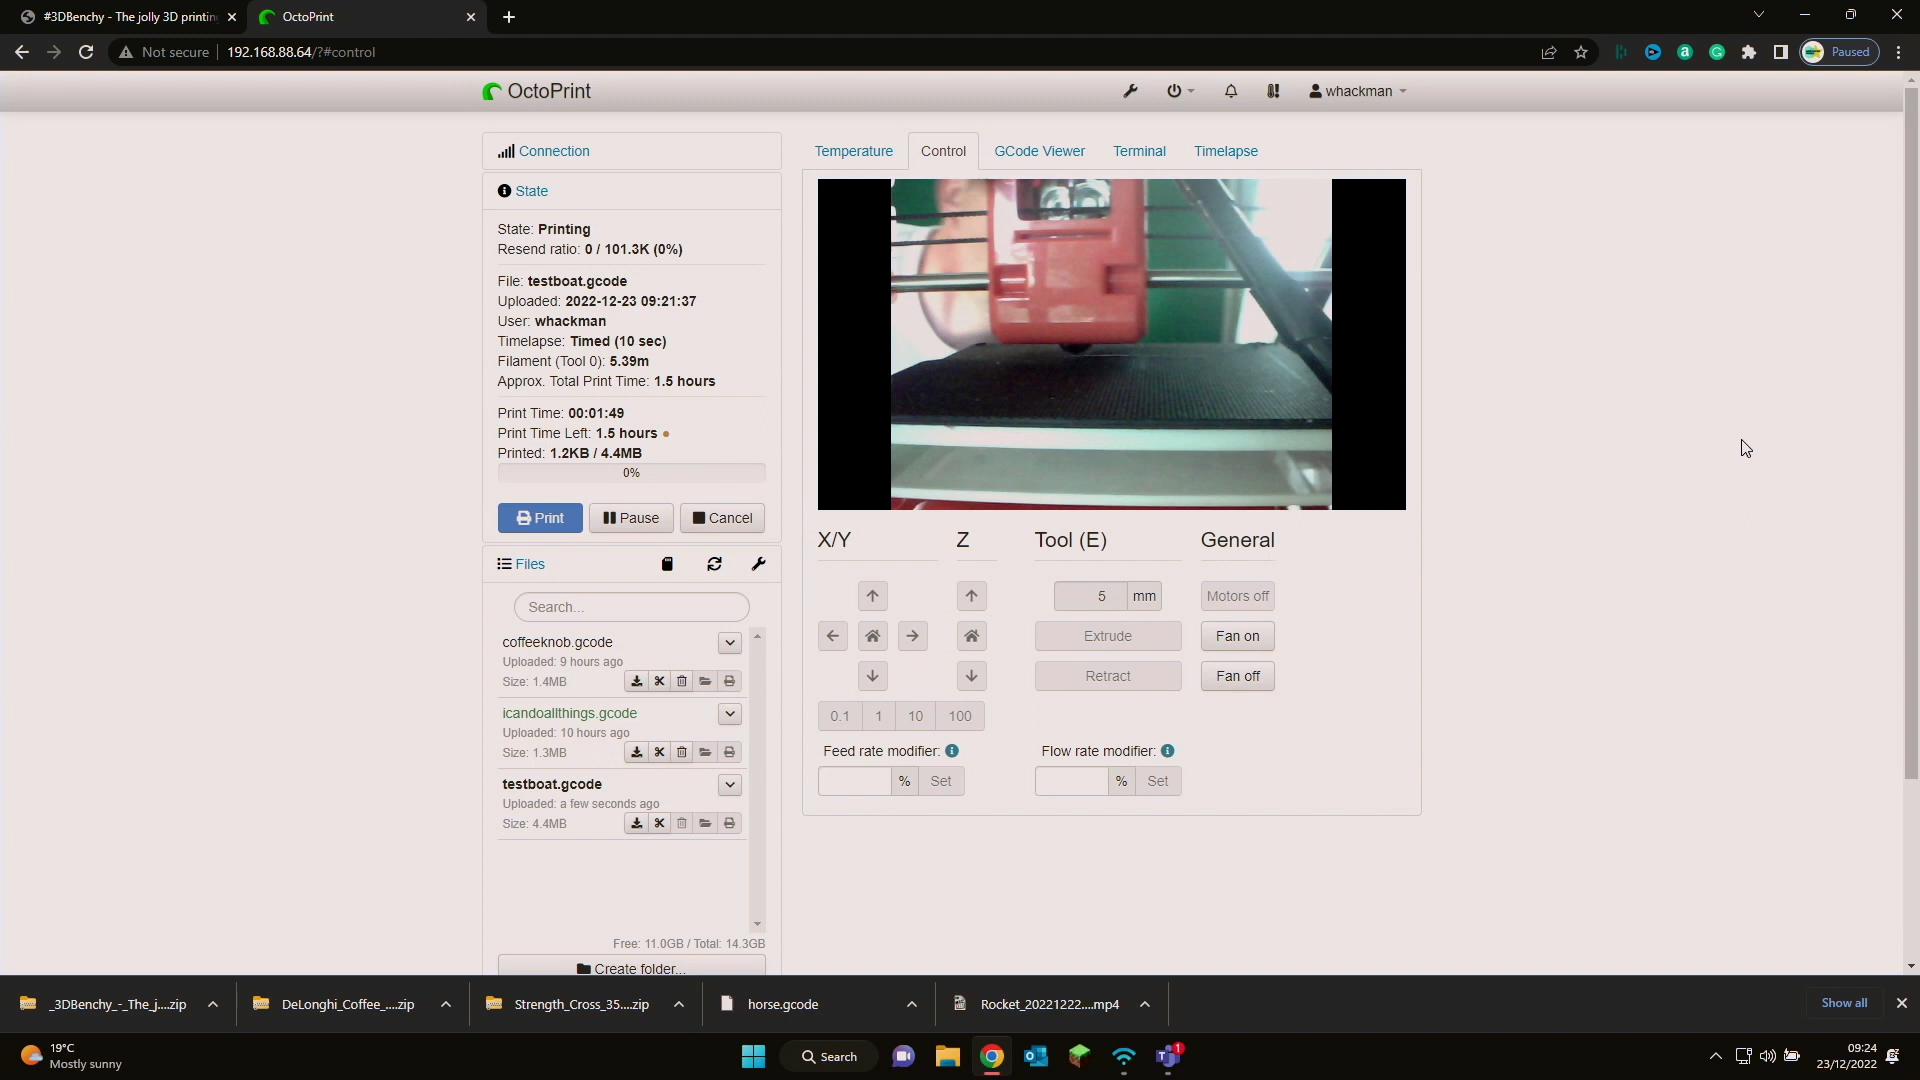 #3DBenchy - The jolly 3D printin
OctoPrint
Not secure
192.168.88.64/?#control
Paused
OctoPrint
whackman
Connection
State
State: Printing
Resend ratio: 0 / 101.3K (0%)
File: testboat.gcode
Uploaded: 2022-12-23 09:21:37
User: whackman
Timelapse: Timed (10 sec)
Filament (Tool 0): 5.39m
Approx. Total Print Time: 1.5 hours
Print Time: 00:01:49
Print Time Left: 1.5 hours
Printed: 1.2KB / 4.4MB
0%
Print
Pause
Cancel
Files
Search...
coffeeknob.gcode
Uploaded: 9 hours ago
Size: 1.4MB
icandoallthings.gcode
Uploaded: 10 hours ago
Size: 1.3MB
testboat.gcode
Uploaded: a few seconds ago
Size: 4.4MB
Free: 11.0GB / Total: 14.3GB
Create folder...
Temperature
Control
GCode Viewer
Terminal
Timelapse
X/Y
Z
Tool (E)
General
5 mm
Motors off
Extrude
Fan on
Retract
Fan off
0.1 1 10 100
Feed rate modifier:
Flow rate modifier:
% Set
% Set
_3DBenchy_-_The_j....zip
DeLonghi_Coffee_....zip
Strength_Cross_35....zip
horse.gcode
Rocket_20221222....mp4
Show all
19°C
Mostly sunny
Search
1
09:24
23/12/2022